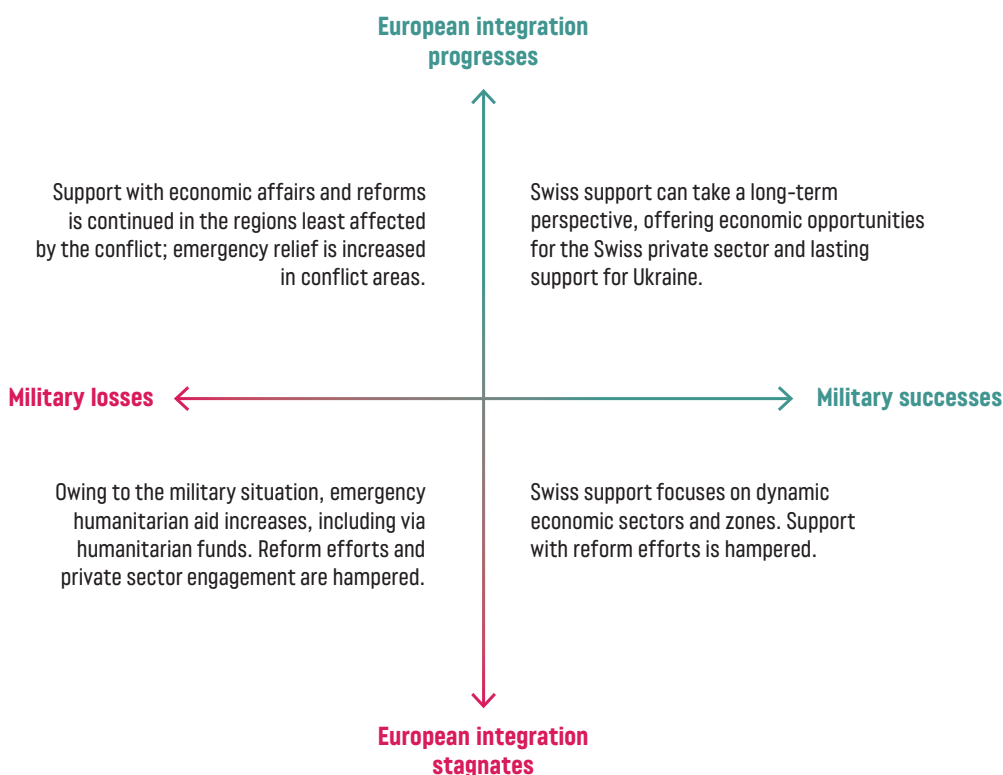 European integration
progresses
Support with economic affairs and reforms
is continued in the regions least affected
by the conflict; emergency relief is increased
in conflict areas.
Swiss support can take a long-term
perspective, offering economic opportunities
for the Swiss private sector and lasting
support for Ukraine.
Military losses
Military successes
Owing to the military situation, emergency
humanitarian aid increases, including via
humanitarian funds. Reform efforts and
private sector engagement are hampered.
Swiss support focuses on dynamic
economic sectors and zones. Support
with reform efforts is hampered.
European integration
stagnates